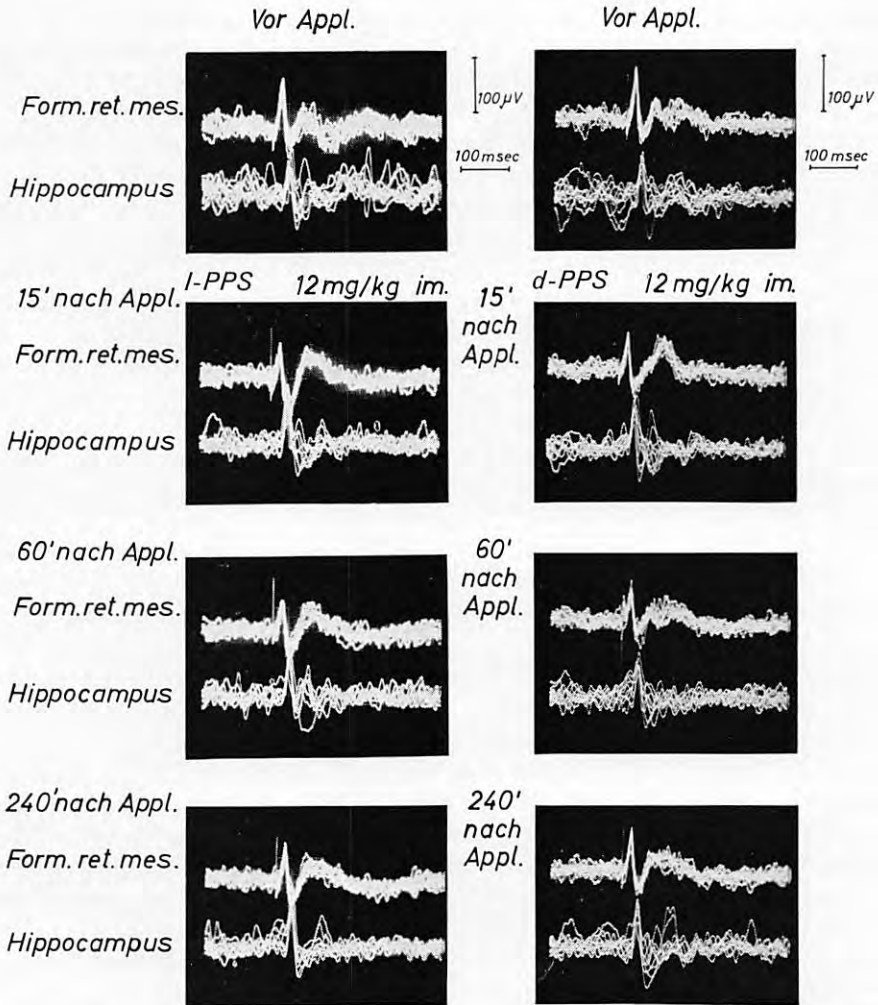 Vor Appl. Vor Appl.
Form.ret.mes.
100 µV
100 µV
100 msec
100 msec
Hippocampus
15' nach Appl. l-PPS 12 mg/kg im. 15' nach Appl. d-PPS 12 mg/kg im.
Form.ret.mes.
Hippocampus
60' nach Appl. 60' nach Appl.
Form.ret.mes.
Hippocampus
240' nach Appl. 240' nach Appl.
Form.ret.mes.
Hippocampus